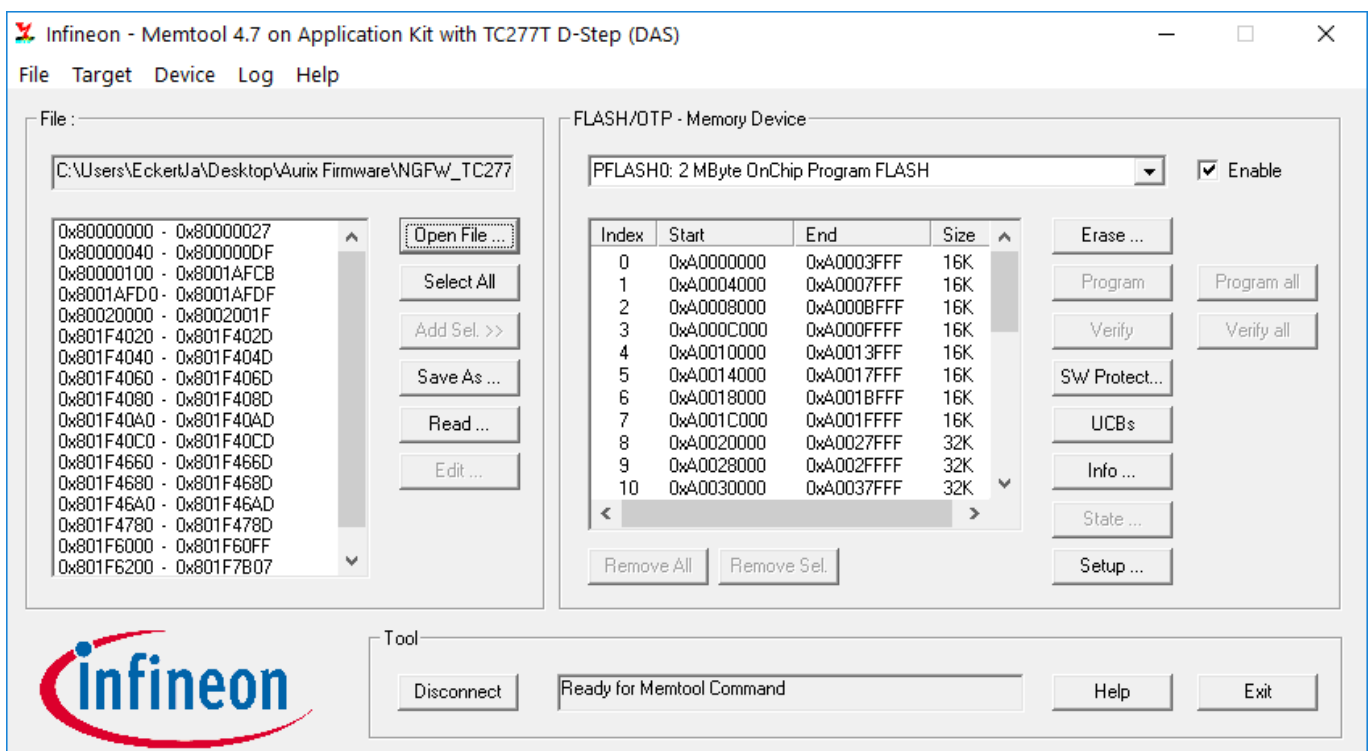 Infineon - Memtool 4.7 on Application Kit with TC277T D-Step (DAS)
File Target Device Log Help
File :
C:\Users\EckertJa\Desktop\Aurix Firmware\NGFW_TC277
0x80000000 - 0x80000027
0x80000040 - 0x800000DF
0x80000100 - 0x8001AFCB
0x8001AFD0 - 0x8001AFDF
0x80020000 - 0x8002001F
0x801F4020 - 0x801F402D
0x801F4040 - 0x801F404D
0x801F4060 - 0x801F406D
0x801F4080 - 0x801F408D
0x801F40A0 - 0x801F40AD
0x801F40C0 - 0x801F40CD
0x801F4660 - 0x801F466D
0x801F4680 - 0x801F468D
0x801F46A0 - 0x801F46AD
0x801F4780 - 0x801F478D
0x801F6000 - 0x801F60FF
0x801F6200 - 0x801F7B07
Open File ...
Select All
Add Sel. >>
Save As ...
Read ...
Edit ...
FLASH/OTP - Memory Device
PFLASH0: 2 MByte OnChip Program FLASH
Enable
Index Start End Size
0 0xA0000000 0xA0003FFF 16K
1 0xA0004000 0xA0007FFF 16K
2 0xA0008000 0xA000BFFF 16K
3 0xA000C000 0xA000FFFF 16K
4 0xA0010000 0xA0013FFF 16K
5 0xA0014000 0xA0017FFF 16K
6 0xA0018000 0xA001BFFF 16K
7 0xA001C000 0xA001FFFF 16K
8 0xA0020000 0xA0027FFF 32K
9 0xA0028000 0xA002FFFF 32K
10 0xA0030000 0xA0037FFF 32K
Remove All Remove Sel.
Erase ...
Program Program all
Verify Verify all
SW Protect...
UCBs
Info ...
State ...
Setup ...
infineon
Tool
Disconnect Ready for Memtool Command Help Exit